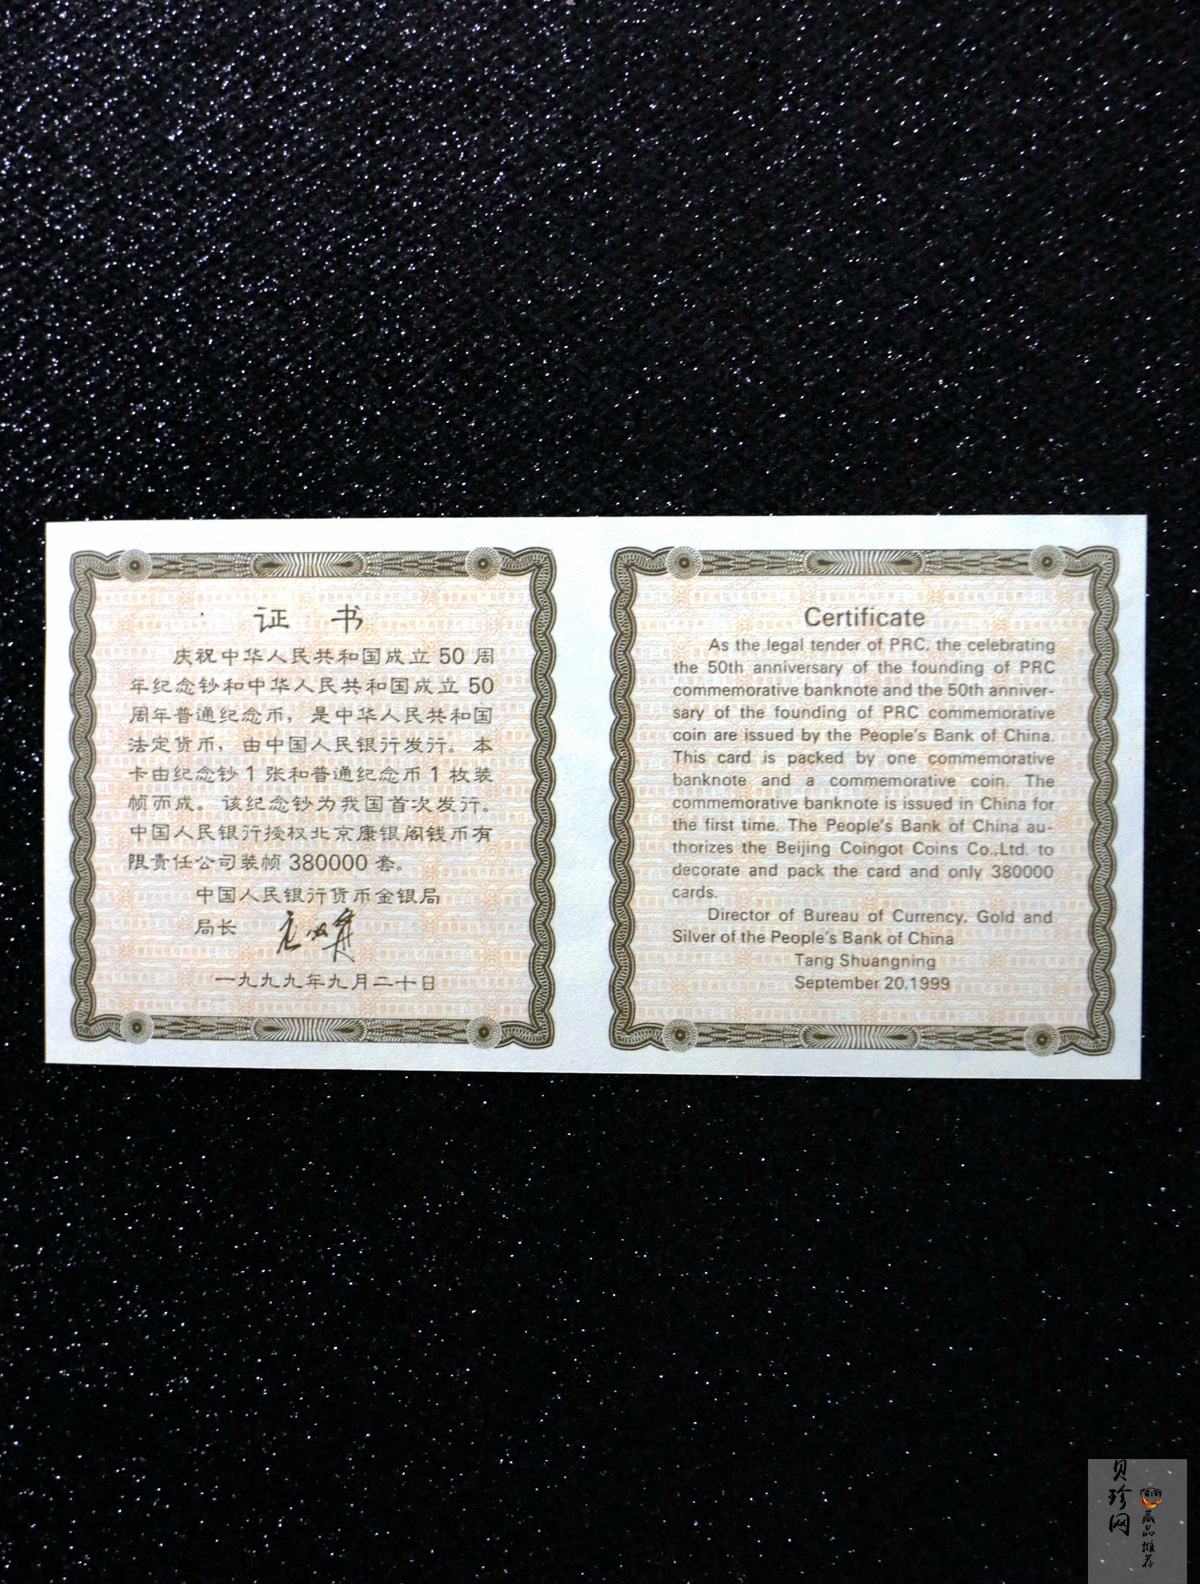 证 书
庆祝中华人民共和国成立 50 周
年纪念钞和中华人民共和国成立 50
周年普通纪念币，是中华人民共和国
法定货币，由中国人民银行发行。本
卡由纪念钞 1 张和普通纪念币 1 枚装
帧而成。该纪念钞为我国首次发行。
中国人民银行授权北京康银阁钱币有
限责任公司装帧 380000 套。
中国人民银行货币金银局
局长
一九九九年九月二十日
Certificate
As the legal tender of PRC, the celebrating
the 50th anniversary of the founding of PRC
commemorative banknote and the 50th anniver-
sary of the founding of PRC commemorative
coin are issued by the People's Bank of China.
This card is packed by one commemorative
banknote and a commemorative coin. The
commemorative banknote is issued in China for
the first time. The People's Bank of China au-
thorizes the Beijing Coingot Coins Co.,Ltd. to
decorate and pack the card and only 380000
cards.
Director of Bureau of Currency, Gold and
Silver of the People's Bank of China
Tang Shuangning
September 20,1999
贝珍网
藏品推荐